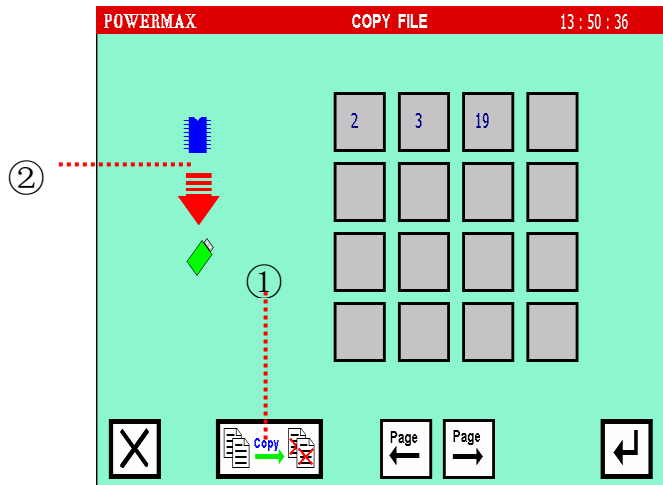 POWERMAX COPY FILE 13:50:36
2 3 19
②
①
Copy
Page Page